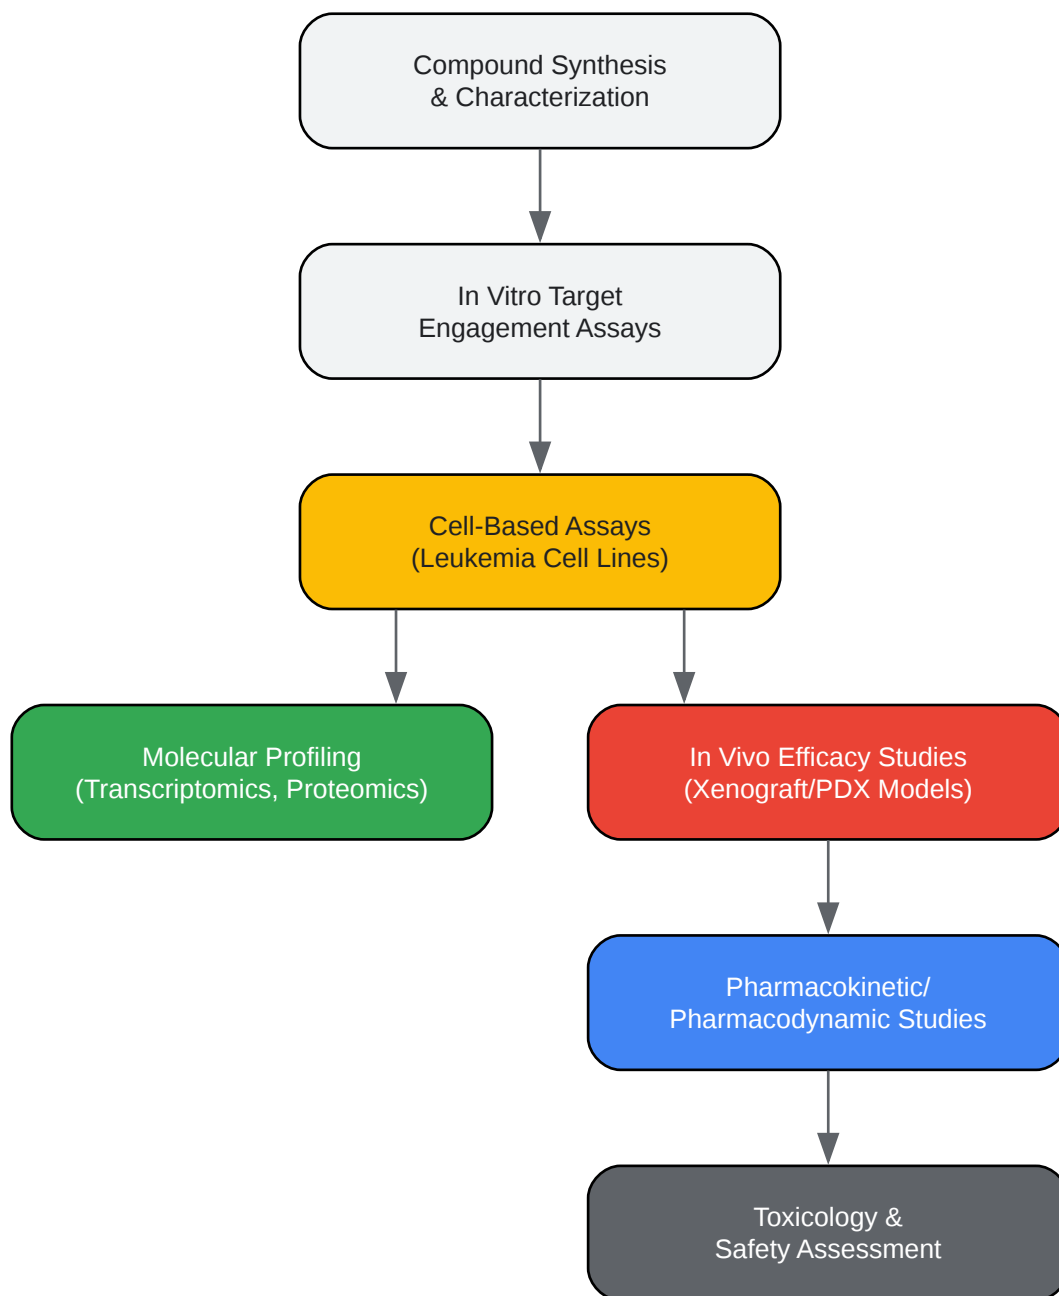 Compound Synthesis
& Characterization
In Vitro Target
Engagement Assays
Cell-Based Assays
(Leukemia Cell Lines)
Molecular Profiling
(Transcriptomics, Proteomics)
In Vivo Efficacy Studies
(Xenograft/PDX Models)
Pharmacokinetic/
Pharmacodynamic Studies
Toxicology &
Safety Assessment